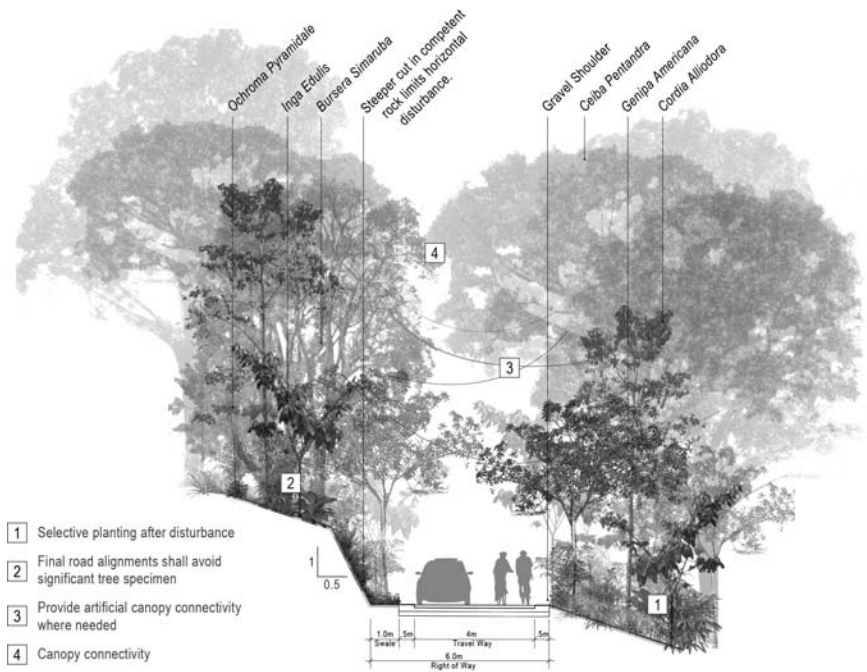 Ochroma Pyramidale
Inga Edulis
Bursera Simaruba
Steeper cut in competent
rock limits horizontal
disturbance.
Gravel Shoulder
Ceiba Pentandra
Genipa Americana
Cordia Alliodora
4
3
2
1
1 Selective planting after disturbance
2 Final road alignments shall avoid
significant tree specimen
3 Provide artificial canopy connectivity
where needed
4 Canopy connectivity
1
0.5
1.0m .5m 4m .5m
Swale Travel Way
6.0m
Right of Way